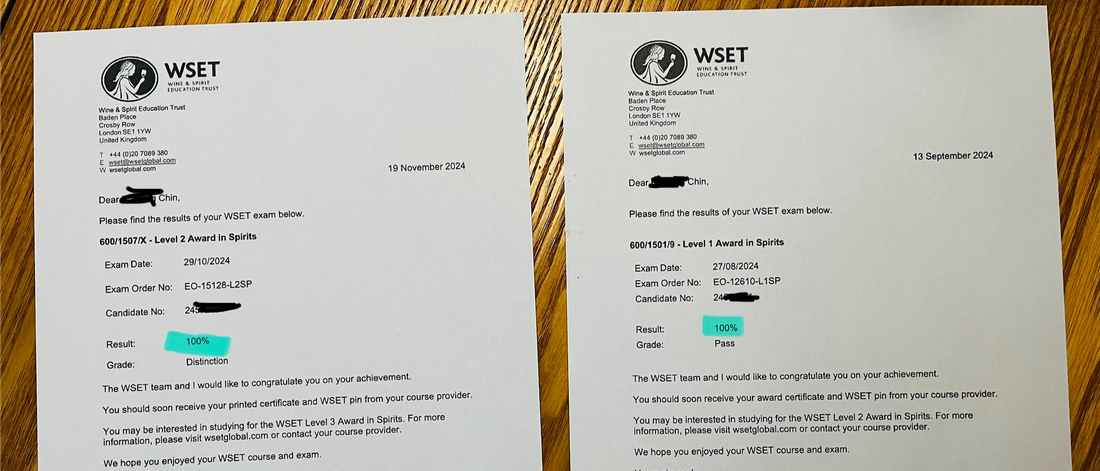 WSET
WINE & SPIRIT
EDUCATION TRUST
Wine & Spirit Education Trust
Baden Place
Crosby Row
London SE1 1YW
United Kingdom
T +44 (0)20 7089 380
E wset@wsetglobal.com
W wsetglobal.com
19 November 2024
Dear Chin,
Please find the results of your WSET exam below.
600/1507/X - Level 2 Award in Spirits
Exam Date: 29/10/2024
Exam Order No: EO-15128-L2SP
Candidate No: 245
Result: 100%
Grade: Distinction
The WSET team and I would like to congratulate you on your achievement.
You should soon receive your printed certificate and WSET pin from your course provider.
You may be interested in studying for the WSET Level 3 Award in Spirits. For more
information, please visit wsetglobal.com or contact your course provider.
We hope you enjoyed your WSET course and exam.
WSET
WINE & SPIRIT
EDUCATION TRUST
Wine & Spirit Education Trust
Baden Place
Crosby Row
London SE1 1YW
United Kingdom
T +44 (0)20 7089 380
E wset@wsetglobal.com
W wsetglobal.com
13 September 2024
Dear Chin,
Please find the results of your WSET exam below.
600/1501/9 - Level 1 Award in Spirits
Exam Date: 27/08/2024
Exam Order No: EO-12610-L1SP
Candidate No: 24
Result: 100%
Grade: Pass
The WSET team and I would like to congratulate you on your achievement.
You should soon receive your award certificate and WSET pin from your course provider.
You may be interested in studying for the WSET Level 2 Award in Spirits. For more
information, please visit wsetglobal.com or contact your course provider.
We hope you enjoyed your WSET course and exam.